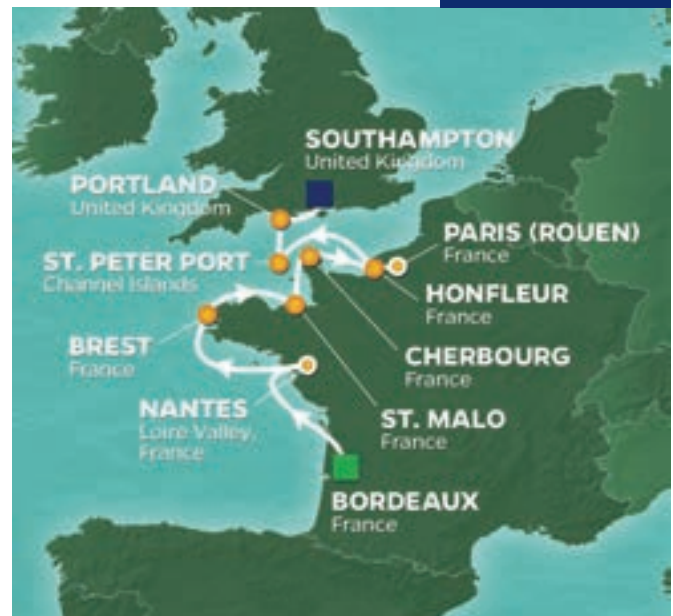 SOUTHAMPTON
United Kingdom
PORTLAND
United Kingdom
PARIS (ROUEN)
France
ST. PETER PORT
Channel Islands
HONFLEUR
France
BREST
France
CHERBOURG
France
NANTES
Loire Valley,
France
ST. MALO
France
BORDEAUX
France